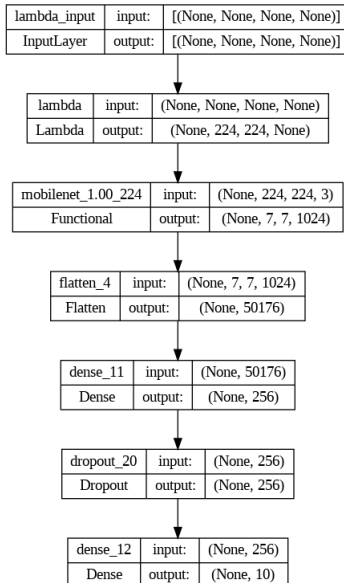 lambda_input input: [(None, None, None, None)]
InputLayer output: [(None, None, None, None)]
lambda input: (None, None, None, None)
Lambda output: (None, 224, 224, None)
mobilenet_1.00_224 input: (None, 224, 224, 3)
Functional output: (None, 7, 7, 1024)
flatten_4 input: (None, 7, 7, 1024)
Flatten output: (None, 50176)
dense_11 input: (None, 50176)
Dense output: (None, 256)
dropout_20 input: (None, 256)
Dropout output: (None, 256)
dense_12 input: (None, 256)
Dense output: (None, 10)